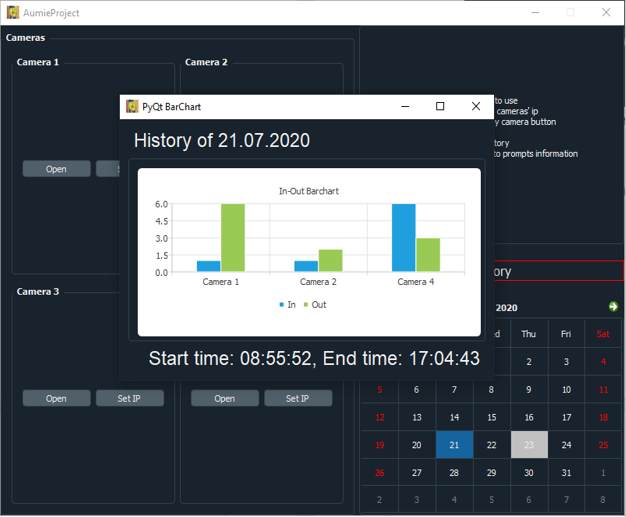 AumieProject
Cameras
Camera 1
Camera 2
to use
cameras' ip
y camera button
tory
to prompts information
Open
PyQt BarChart
History of 21.07.2020
In-Out Barchart
6.0
4.5
3.0
1.5
0.0
Camera 1 Camera 2 Camera 4
In Out
Start time: 08:55:52, End time: 17:04:43
ory
2020
Camera 3
Open Set IP Open Set IP
ed Thu Fri Sat
2 3 4
5 6 7 8 9 10 11
12 13 14 15 16 17 18
19 20 21 22 23 24 25
26 27 28 29 30 31 1
2 3 4 5 6 7 8